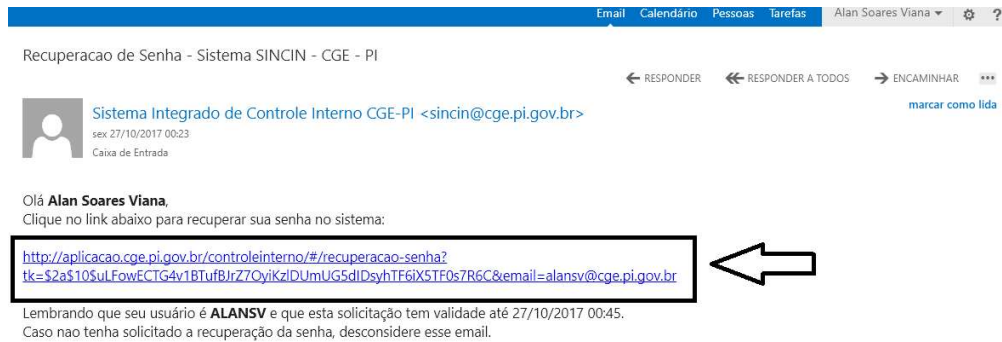 Email Calendário Pessoas Tarefas Alan Soares Viana ?
Recuperacao de Senha - Sistema SINCIN - CGE - PI
RESPONDER RESPONDER A TODOS ENCAMINHAR ...
Sistema Integrado de Controle Interno CGE-PI <sincin@cge.pi.gov.br>
marcar como lida
sex 27/10/2017 00:23
Caixa de Entrada
Olá Alan Soares Viana,
Clique no link abaixo para recuperar sua senha no sistema:
http://aplicacao.cge.pi.gov.br/controleinterno/#/recuperacao-senha?
tk=$2a$10$uLFowECTG4v1BTufBJrZ7OyiKzlDUmUG5dIDsyhTF6iX5TF0s7R6C&email=alansv@cge.pi.gov.br
Lembrando que seu usuário é ALANSV e que esta solicitação tem validade até 27/10/2017 00:45.
Caso nao tenha solicitado a recuperação da senha, desconsidere esse email.